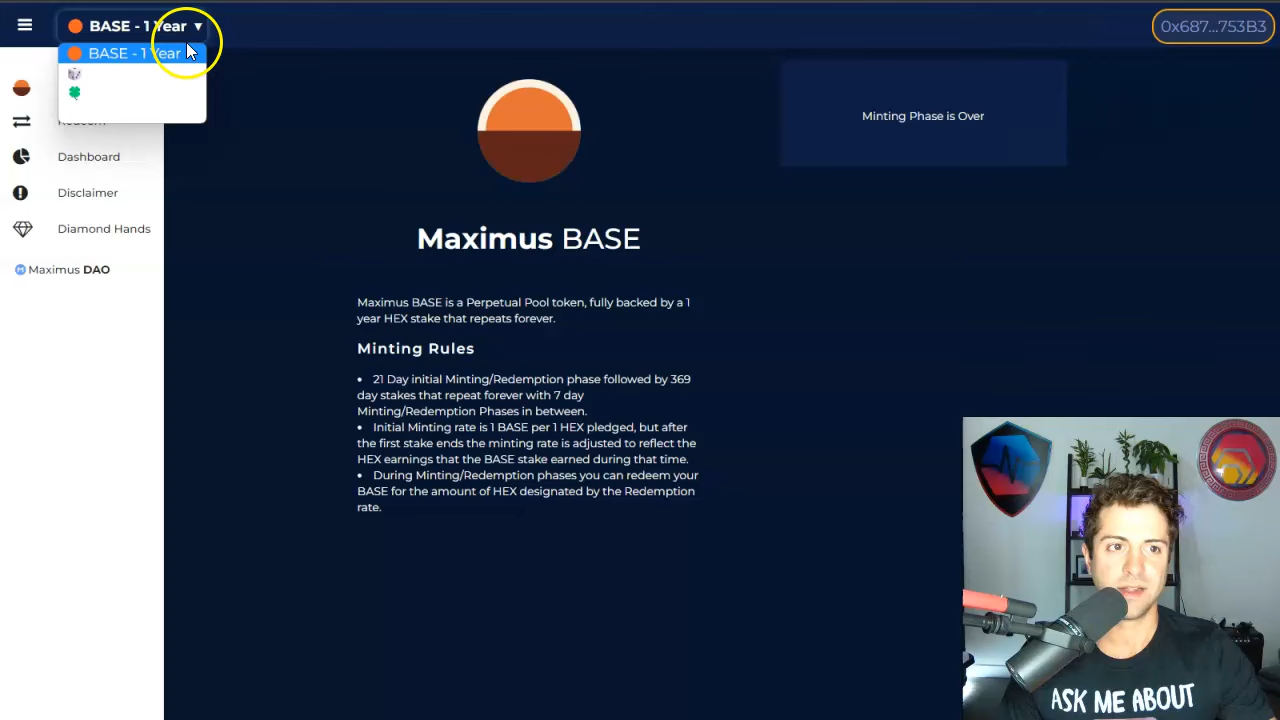 BASE - 1 Year ▾
0x687...753B3
BASE - 1 Year
Dashboard
Disclaimer
Diamond Hands
Maximus DAO
Minting Phase is Over
Maximus BASE
Maximus BASE is a Perpetual Pool token, fully backed by a 1
year HEX stake that repeats forever.
Minting Rules
• 21 Day initial Minting/Redemption phase followed by 369
day stakes that repeat forever with 7 day
Minting/Redemption Phases in between.
• Initial Minting rate is 1 BASE per 1 HEX pledged, but after
the first stake ends the minting rate is adjusted to reflect the
HEX earnings that the BASE stake earned during that time.
• During Minting/Redemption phases you can redeem your
BASE for the amount of HEX designated by the Redemption
rate.
ASK ME ABOUT